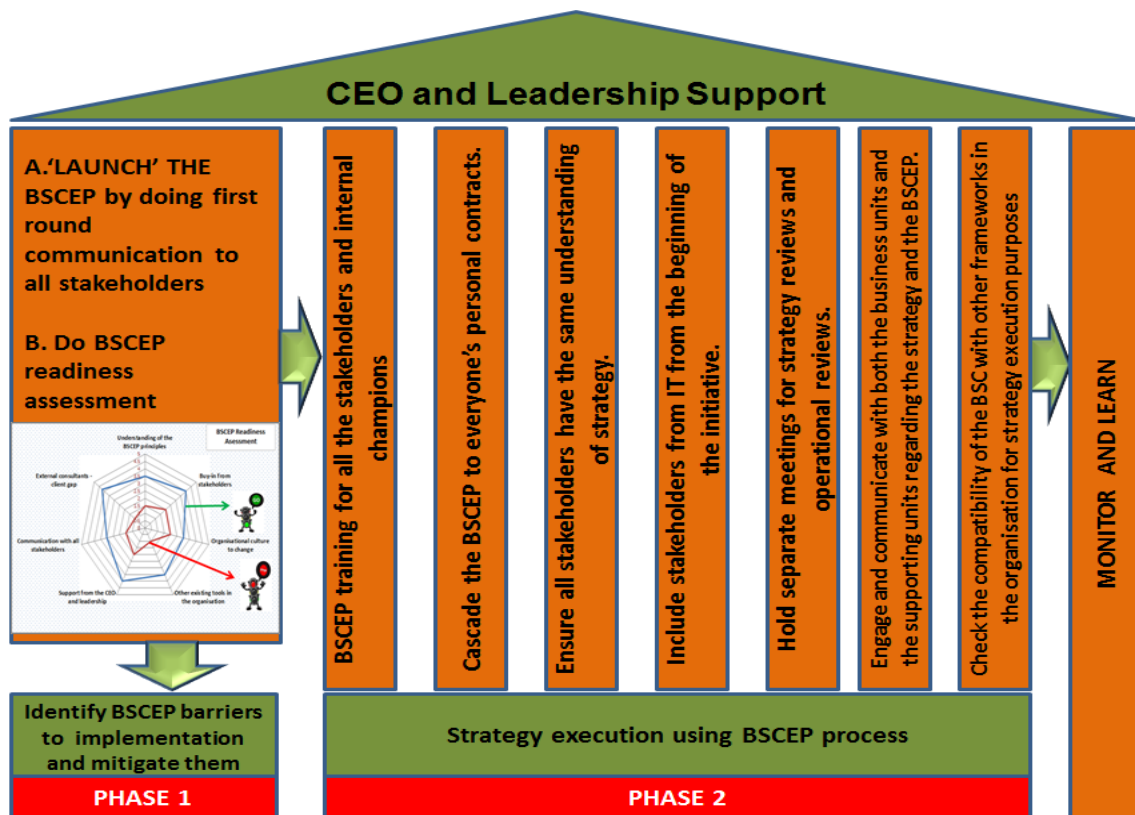 CEO and Leadership Support
A.‘LAUNCH’ THE
BSCEP by doing first
round
communication to
all stakeholders
B. Do BSCEP
readiness
assessment
BSCEP Readiness
Asessment
Understanding of the
BSCEP principles
Buy-in from
stakeholders
Organisational culture
to change
Other existing tools in
the organisation
Support from the CEO
and leadership
Communication with all
stakeholders
External consultants -
client gap
BSCEP training for all the stakeholders and internal
champions
Cascade the BSCEP to everyone’s personal contracts.
Ensure all stakeholders have the same understanding
of strategy.
Include stakeholders from IT from the beginning of
the initiative.
Hold separate meetings for strategy reviews and
operational reviews.
Engage and communicate with both the business units and
the supporting units regarding the strategy and the BSCEP.
Check the compatibility of the BSC with other frameworks in
the organisation for strategy execution purposes
MONITOR AND LEARN
Identify BSCEP barriers
to implementation
and mitigate them
PHASE 1
Strategy execution using BSCEP process
PHASE 2